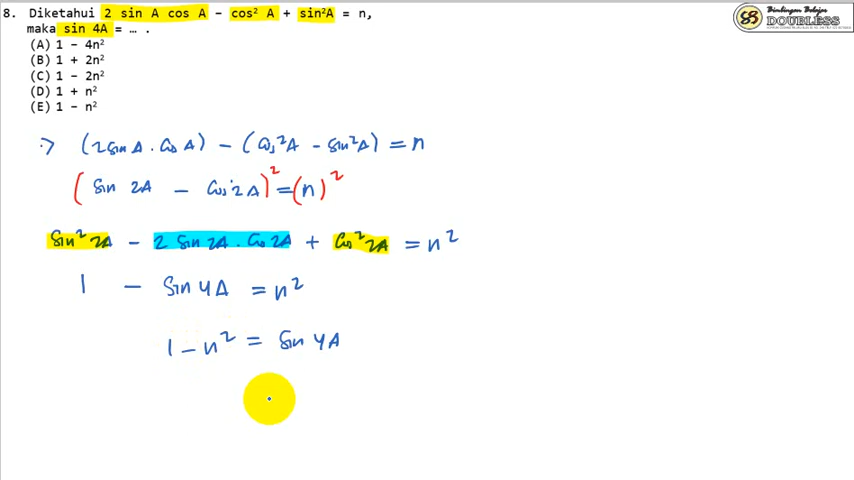 8. Diketahui 2 sin A cos A - cos² A + sin²A = n,
maka sin 4A = … .
(A) 1 - 4n²
(B) 1 + 2n²
(C) 1 - 2n²
(D) 1 + n²
(E) 1 - n²
Bimbingan Belajar
DOUBLESS
(2 sin A . Cos A) - (Cos²A - sin²A) = n
(Sin 2A - Cos 2A)² = (n)²
Sin² 2A - 2 Sin 2A . Cos 2A + Cos² 2A = n²
1 - Sin 4A = n²
1 - n² = Sin 4A